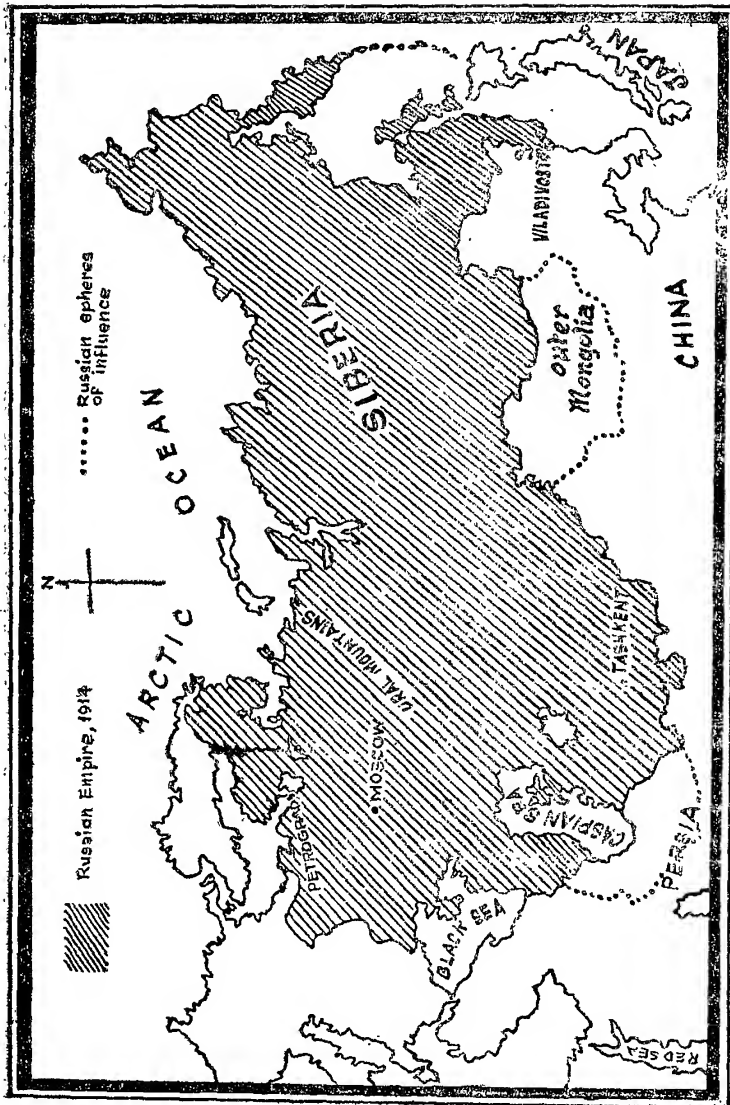 Russian Empire, 1914
N
Russian spheres
of influence
ARCTIC
OCEAN
SIBERIA
URAL MOUNTAINS
PETROGRAD
MOSCOW
TASHKENT
CASPIAN SEA
BLACK SEA
PERSIA
RED SEA
outer
Mongolia
VILADIVOSTK
CHINA
JAPAN